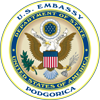 U.S. EMBASSY
DEPARTMENT OF STATE
UNITED STATES OF AMERICA
PODGORICA